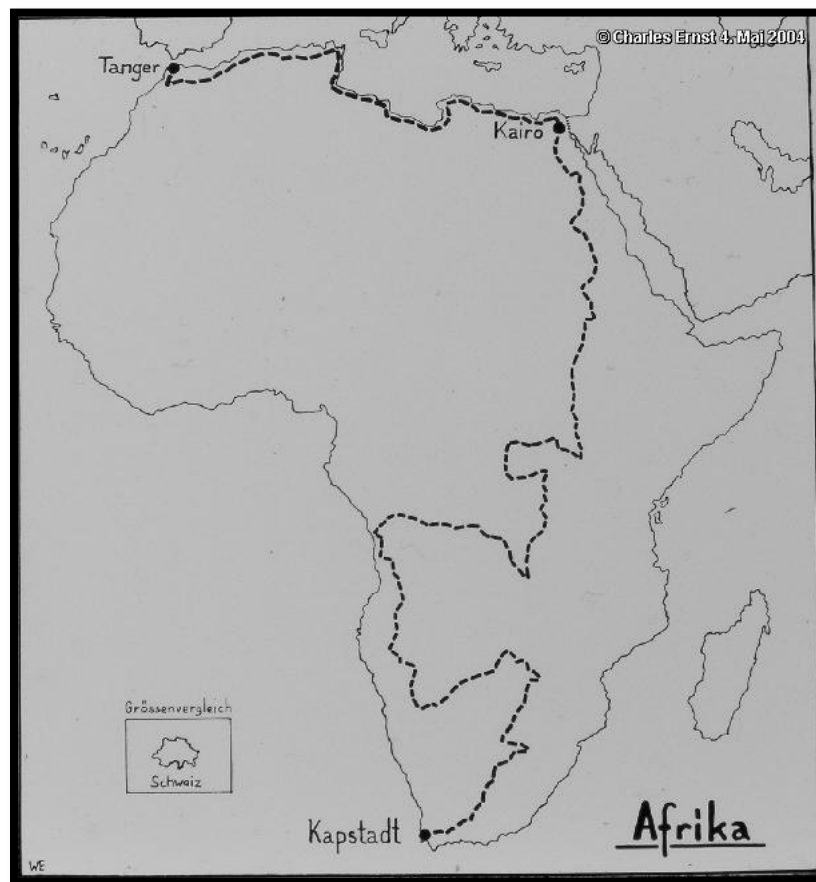 © Charles Ernst 4. Mai 2004
Tanger
Kairo
Grössenvergleich
Schweiz
Kapstadt
Afrika
WE